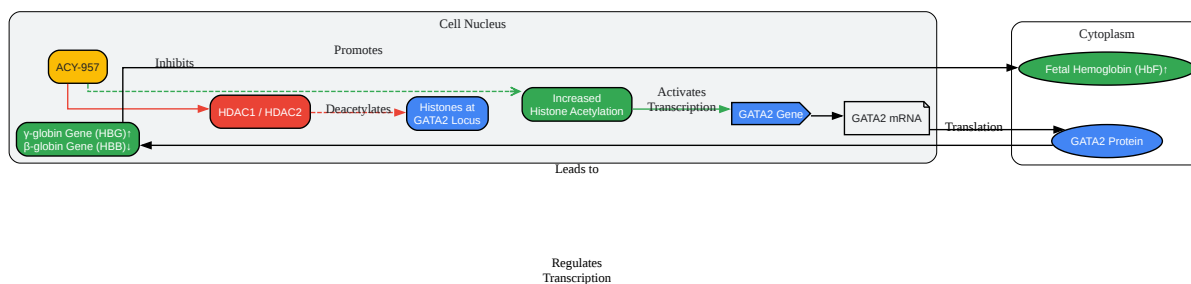 Cell Nucleus
Cytoplasm
Promotes
Inhibits
ACY-957
Fetal Hemoglobin (HbF)↑
HDAC1 / HDAC2
Deacetylates
Histones at
GATA2 Locus
Increased
Histone Acetylation
Activates
Transcription
GATA2 Gene
GATA2 mRNA
Translation
γ-globin Gene (HBG)↑
β-globin Gene (HBB)↓
GATA2 Protein
Leads to
Regulates
Transcription